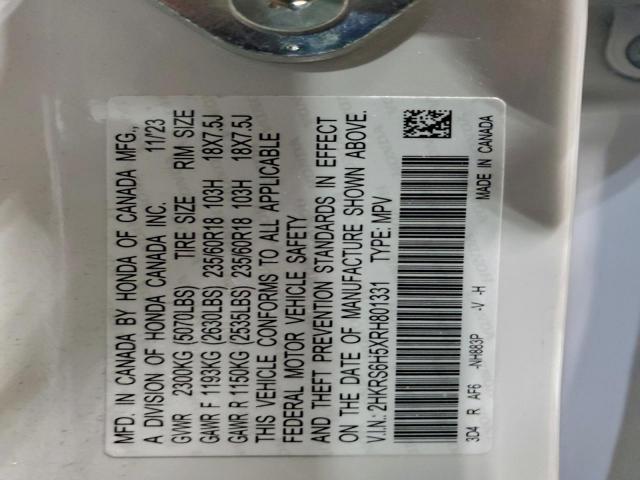 MFD. IN CANADA BY HONDA OF CANADA MFG.,
A DIVISION OF HONDA CANADA INC. 11/23
GVWR 2300KG (5070LBS) TIRE SIZE RIM SIZE
GAWR F 1193KG (2630LBS) 235/60R18 103H 18X7.5J
GAWR R 1150KG (2535LBS) 235/60R18 103H 18X7.5J
THIS VEHICLE CONFORMS TO ALL APPLICABLE
FEDERAL MOTOR VEHICLE SAFETY
AND THEFT PREVENTION STANDARDS IN EFFECT
ON THE DATE OF MANUFACTURE SHOWN ABOVE.
V.I.N.: 2HKRS6H5XRH801331 TYPE: MPV
3D4 R AF6 -NH883P -V -H MADE IN CANADA